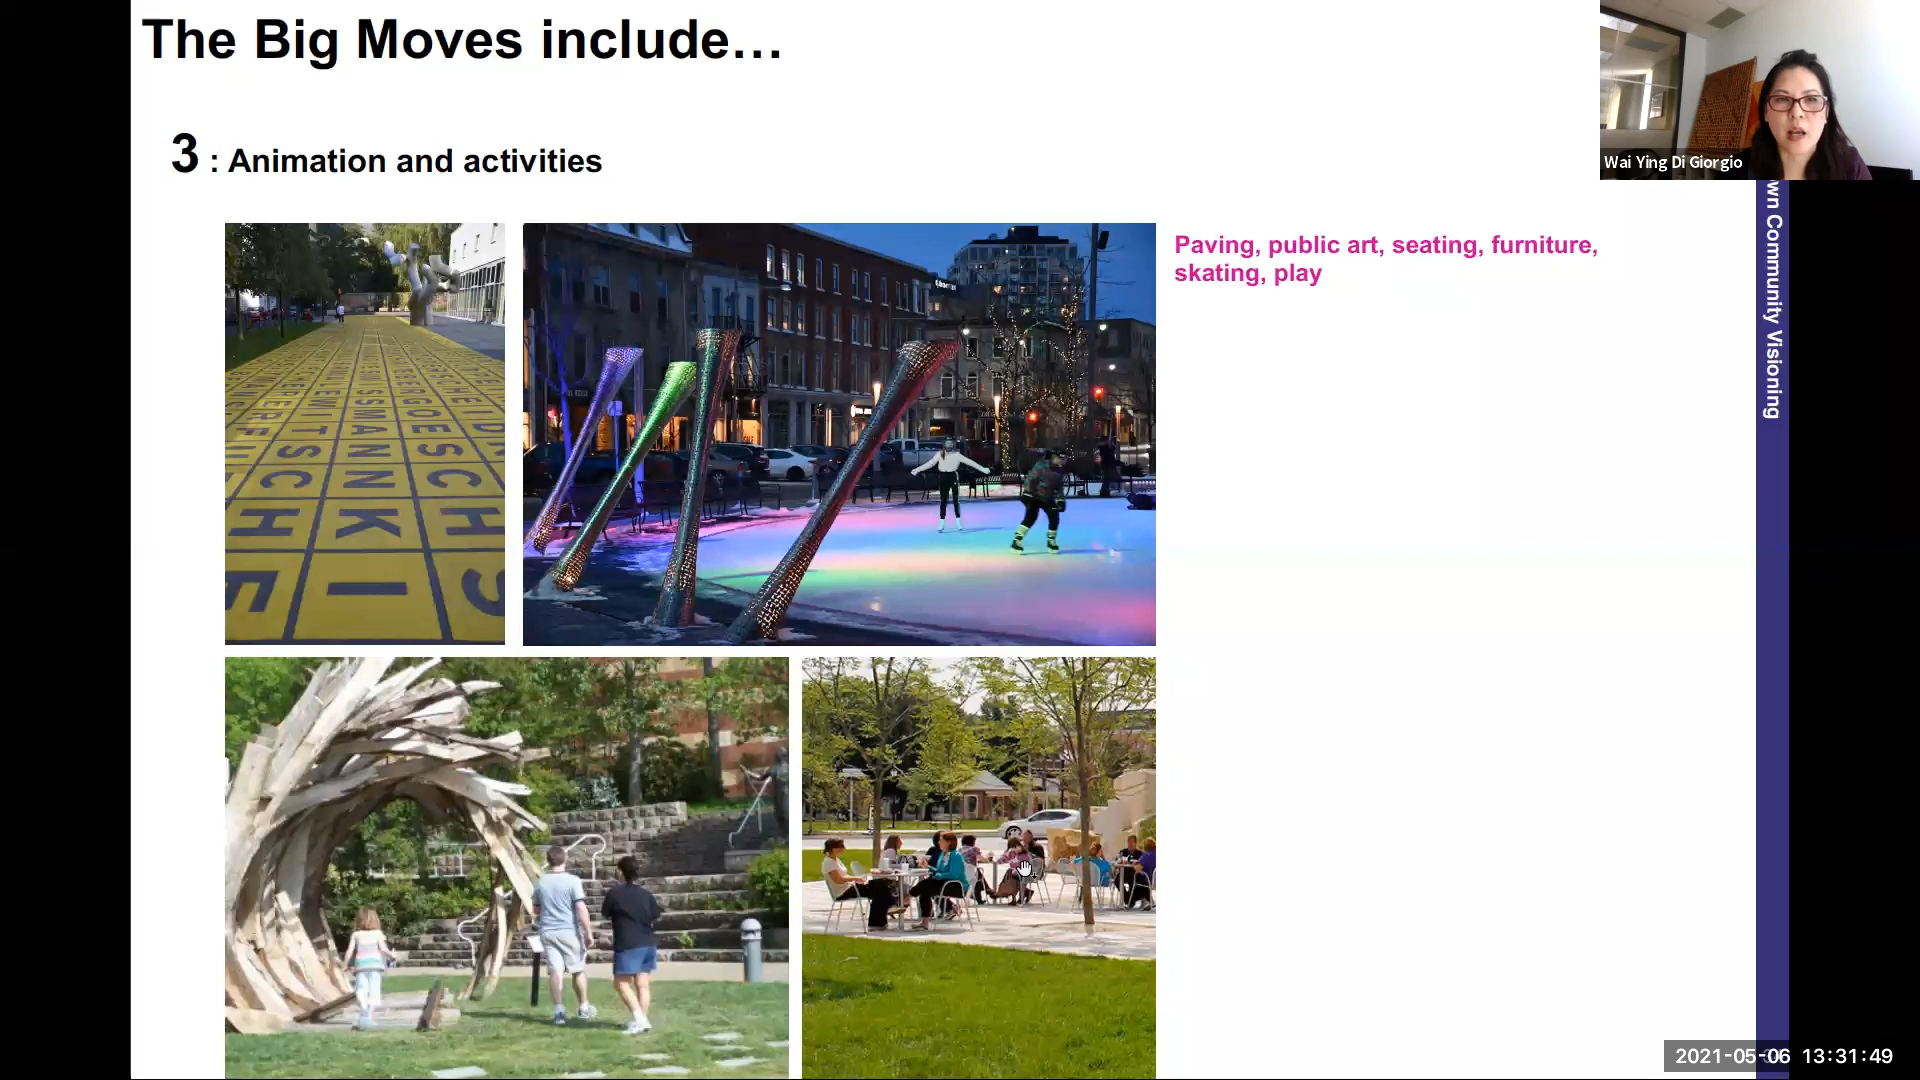 The Big Moves include…
3 : Animation and activities
Paving, public art, seating, furniture,
skating, play
Wai Ying Di Giorgio
wn Community Visioning
2021-05-06 13:31:49